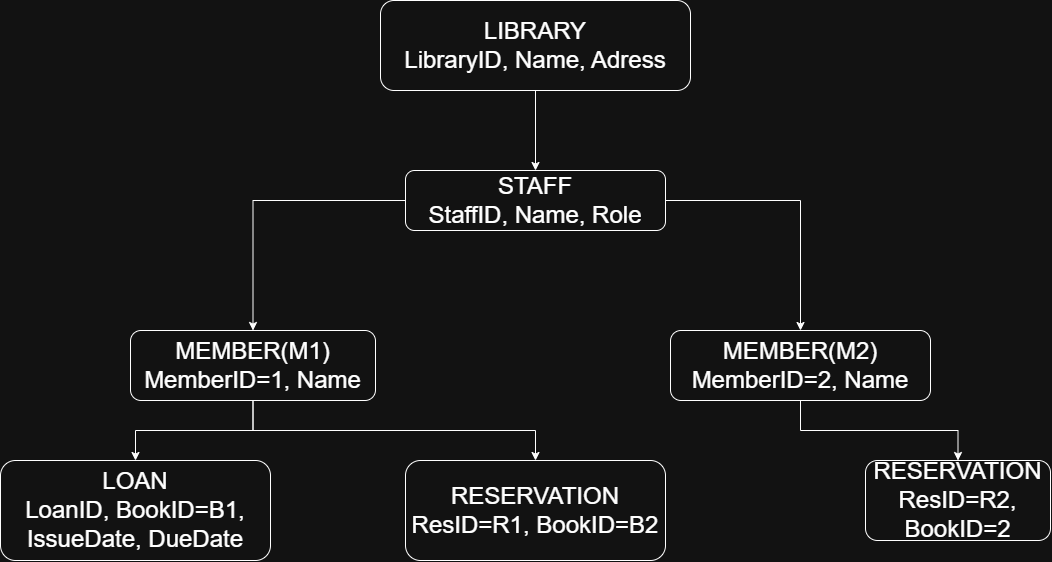 LIBRARY
LibraryID, Name, Adress
STAFF
StaffID, Name, Role
MEMBER(M1)
MemberID=1, Name
MEMBER(M2)
MemberID=2, Name
LOAN
LoanID, BookID=B1,
IssueDate, DueDate
RESERVATION
ResID=R1, BookID=B2
RESERVATION
ResID=R2,
BookID=2